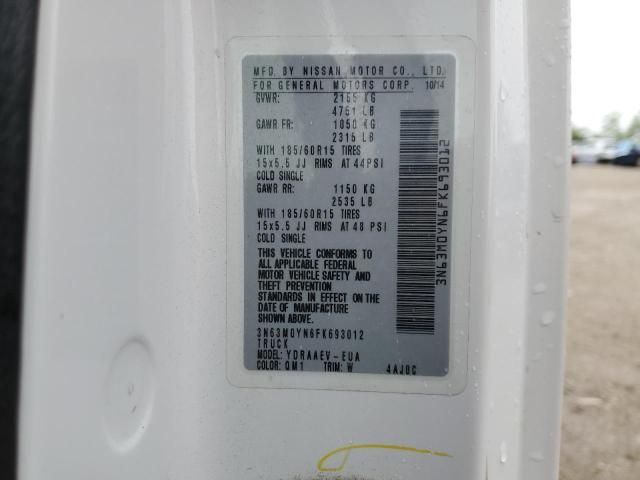 MFD. BY NISSAN MOTOR CO., LTD.
FOR GENERAL MOTORS CORP. 10/14
GVWR: 2155 KG
4751 LB
GAWR FR: 1050 KG
2315 LB
WITH 185/60R15 TIRES
15x5.5 JJ RIMS AT 44PSI
COLD SINGLE
GAWR RR: 1150 KG
2535 LB
WITH 185/60R15 TIRES
15x5.5 JJ RIMS AT 48 PSI
COLD SINGLE
THIS VEHICLE CONFORMS TO
ALL APPLICABLE FEDERAL
MOTOR VEHICLE SAFETY AND
THEFT PREVENTION
STANDARDS IN EFFECT ON
THE DATE OF MANUFACTURE
SHOWN ABOVE.
3N63M0YN6FK693012
TRUCK
MODEL: YDRAAEV-EUA
COLOR: QM1 TRIM: W 4AJ0C
3N63M0YN6FK693012